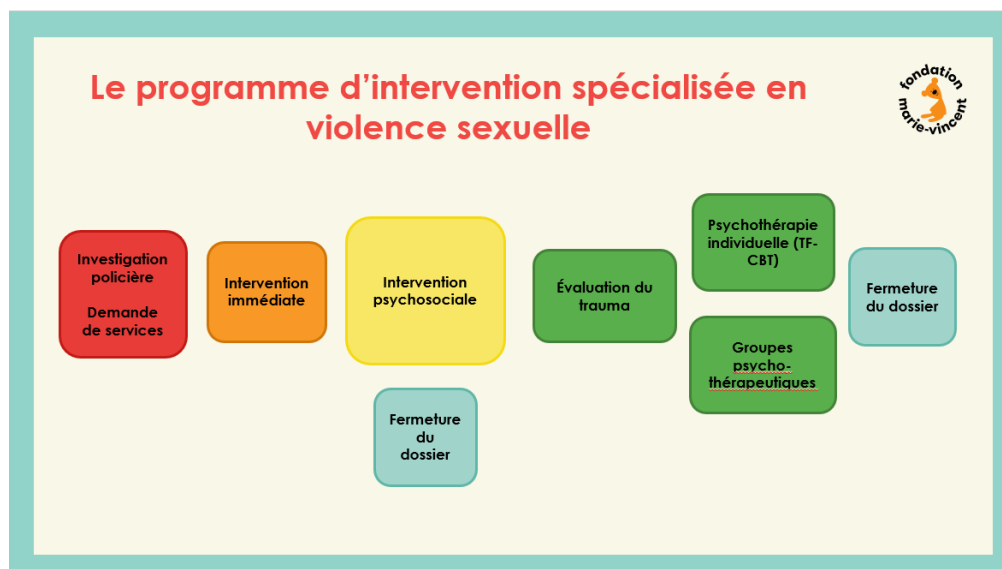 Le programme d’intervention spécialisée en
violence sexuelle
fondation
marie-vincent
Investigation
policière
Demande
de services
Intervention
immédiate
Intervention
psychosociale
Fermeture
du
dossier
Évaluation du
trauma
Psychothérapie
individuelle (TF-
CBT)
Groupes
psycho-
thérapeutiques
Fermeture
du dossier